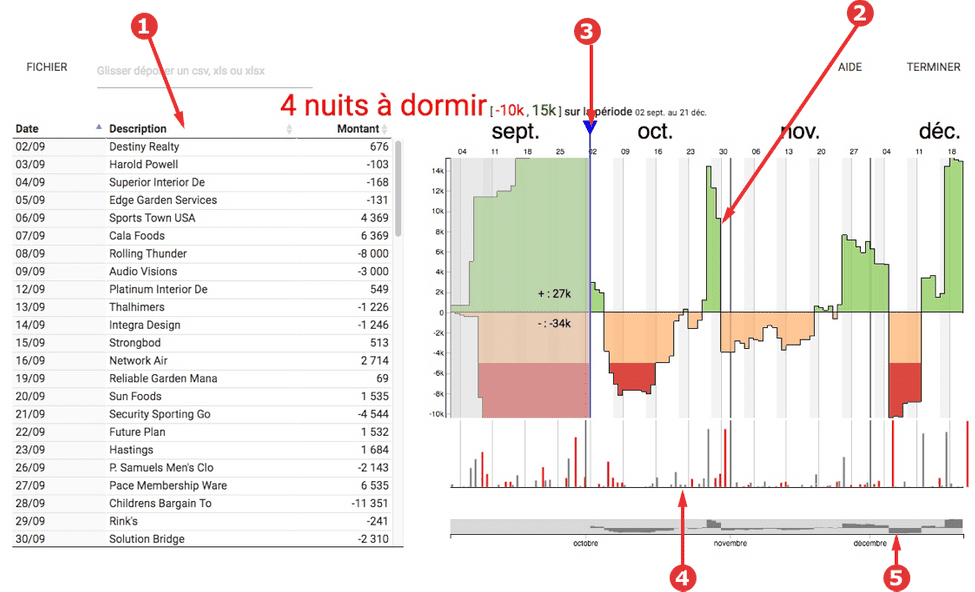 1
2
3
FICHIER
Glisser déposer un csv, xls ou xlsx
AIDE
TERMINER
4 nuits à dormir [ -10k , 15k ] sur la période 02 sept. au 21 déc.
Date Description Montant
02/09 Destiny Realty 676
03/09 Harold Powell -103
04/09 Superior Interior De -168
05/09 Edge Garden Services -131
06/09 Sports Town USA 4 369
07/09 Cala Foods 6 369
08/09 Rolling Thunder -8 000
09/09 Audio Visions -3 000
12/09 Platinum Interior De 549
13/09 Thalhimers -1 226
14/09 Integra Design -1 246
15/09 Strongbod 513
16/09 Network Air 2 714
19/09 Reliable Garden Mana 69
20/09 Sun Foods 1 535
21/09 Security Sporting Go -4 544
22/09 Future Plan 1 532
23/09 Hastings 1 684
26/09 P. Samuels Men's Clo -2 143
27/09 Pace Membership Ware 6 535
28/09 Childrens Bargain To -11 351
29/09 Rink's -241
30/09 Solution Bridge -2 310
sept. oct. nov. déc.
04 11 18 25 02 09 16 23 30 06 13 20 27 04 11 18
14k
12k
10k
8k
6k
4k
2k
0
-2k
-4k
-6k
-8k
-10k
+ : 27k
- : -34k
octobre novembre décembre
4
5